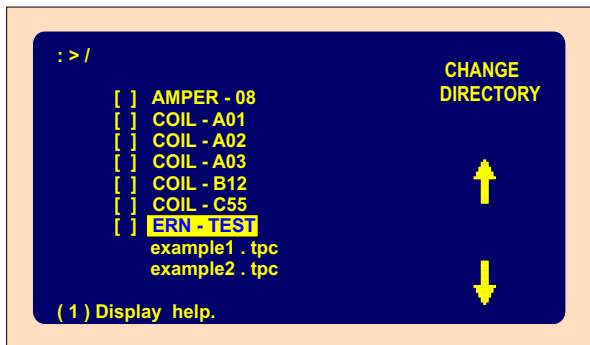 : > /
CHANGE
DIRECTORY
[ ] AMPER - 08
[ ] COIL - A01
[ ] COIL - A02
[ ] COIL - A03
[ ] COIL - B12
[ ] COIL - C55
[ ] ERN - TEST
example1 . tpc
example2 . tpc
( 1 ) Display help.